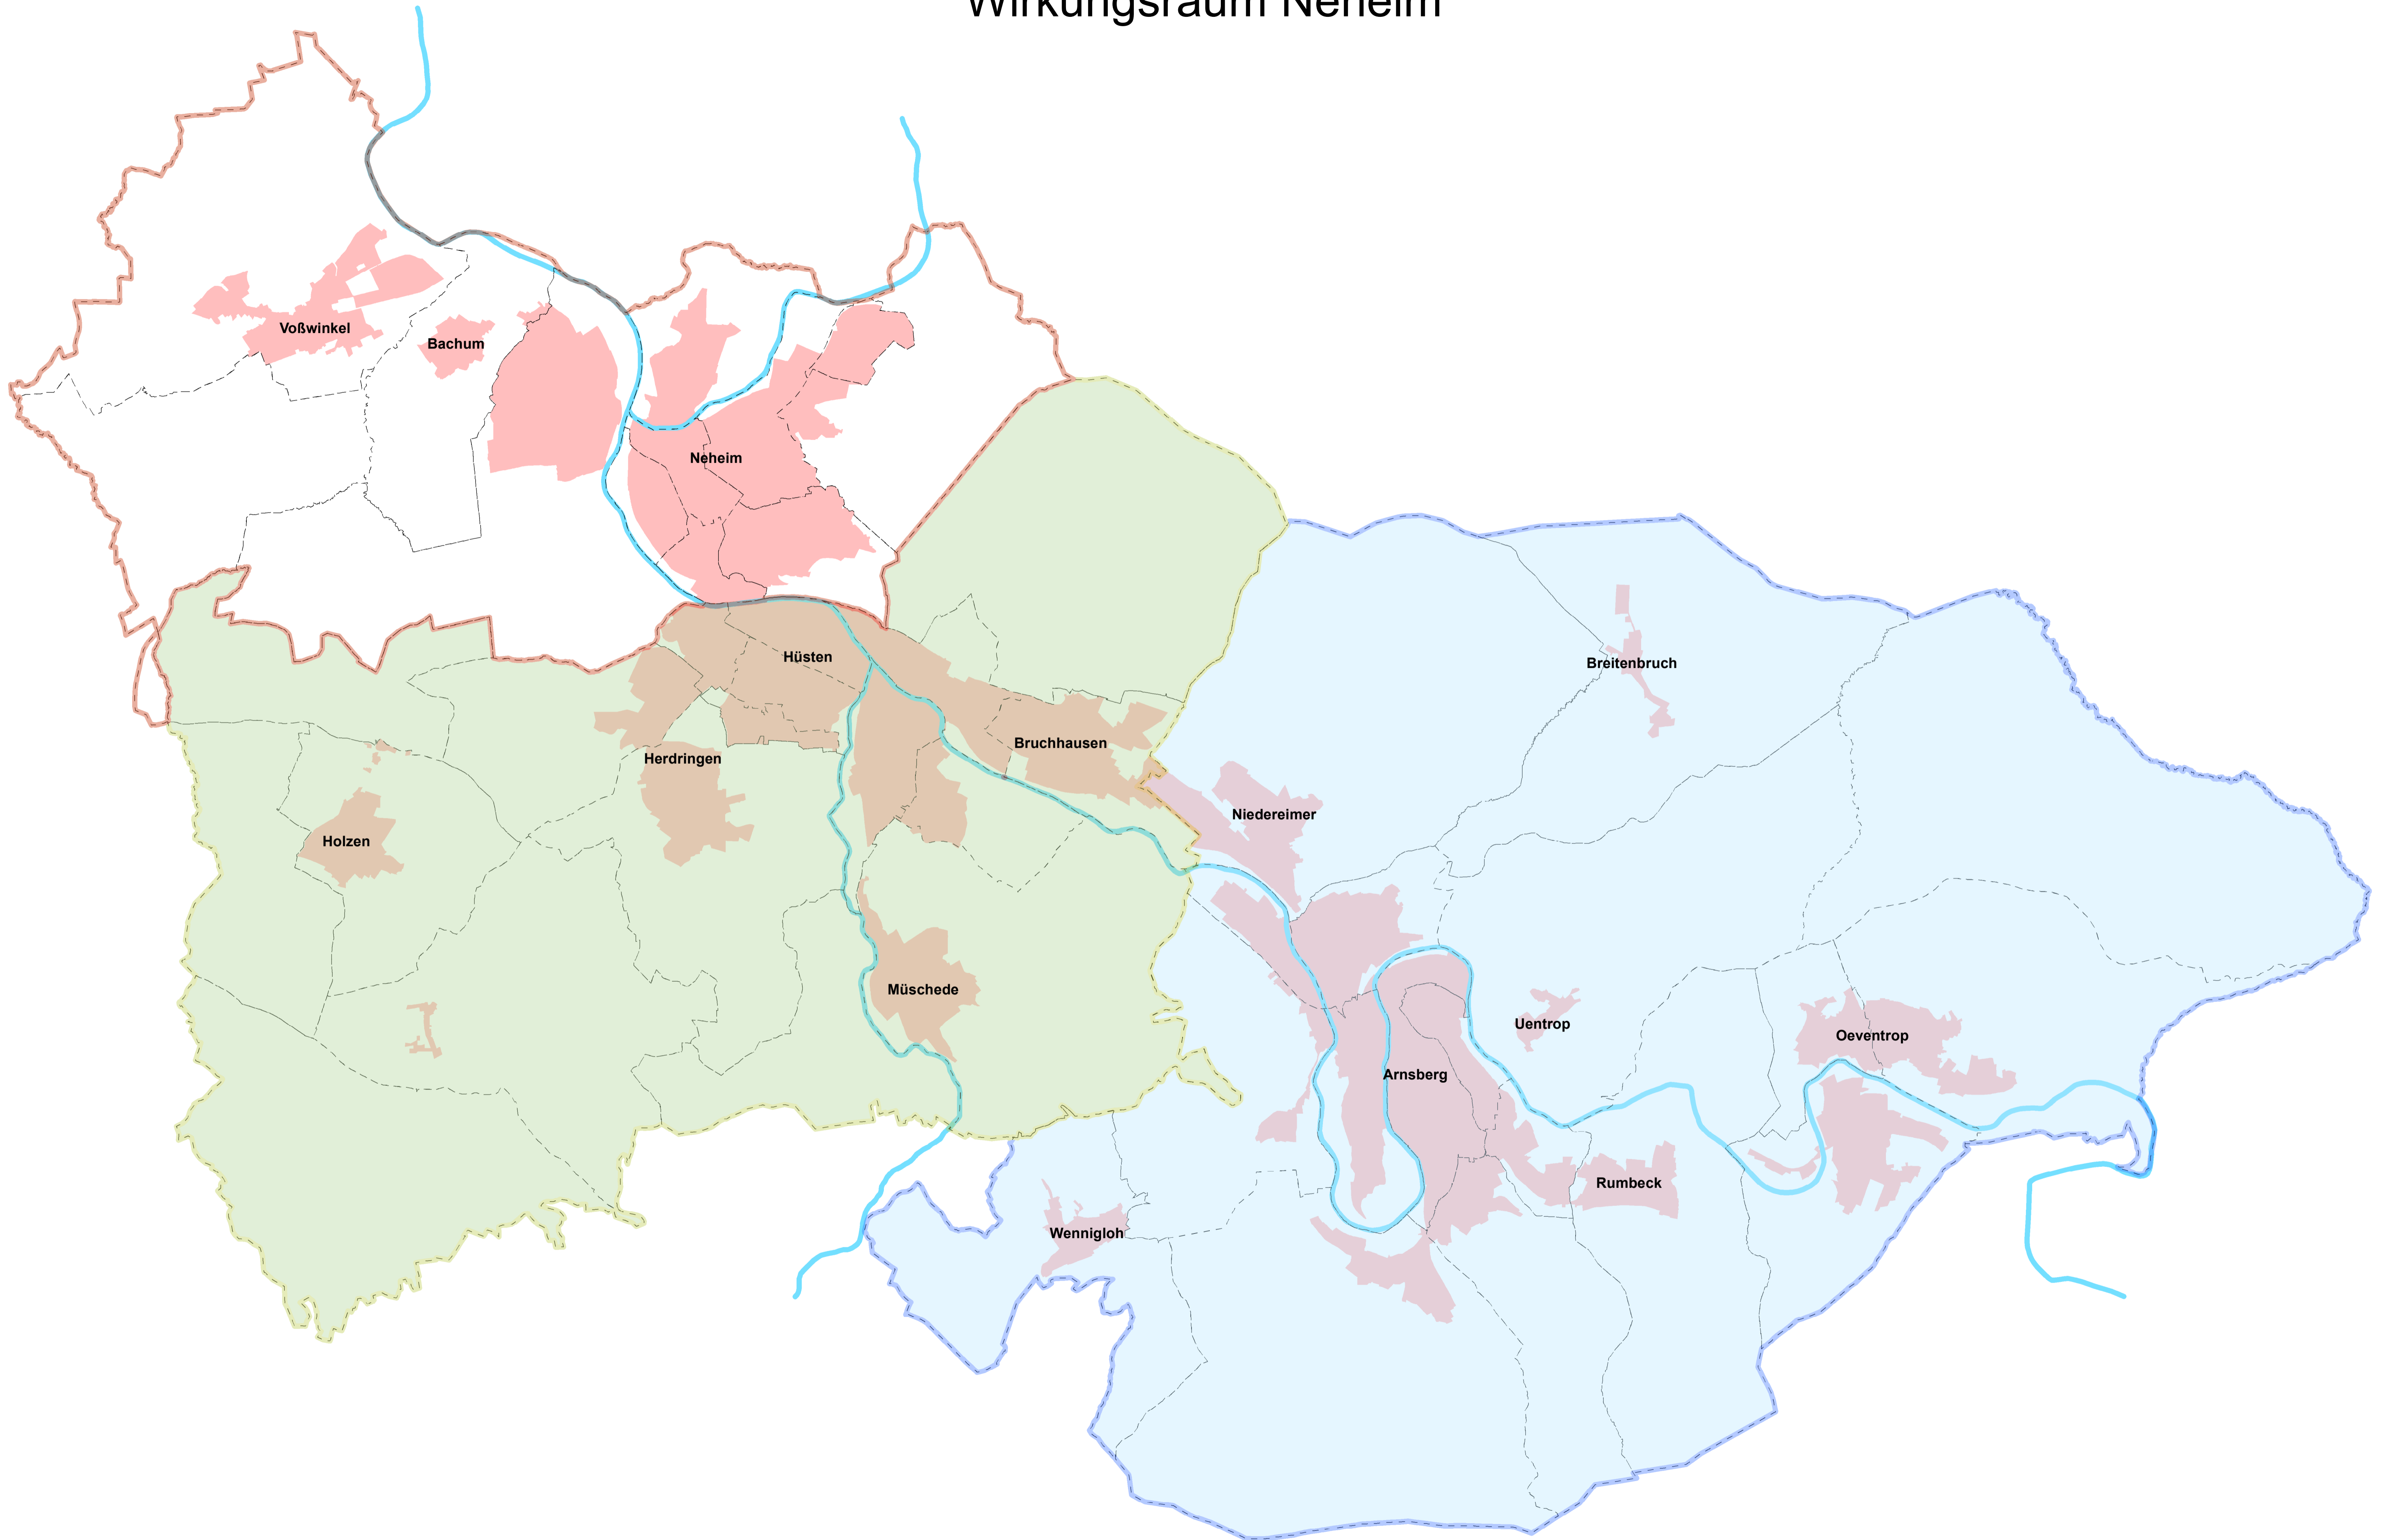 Wirkungsraum Neheim
Voßwinkel
Bachum
Neheim
Hüsten
Breitenbruch
Bruchhausen
Herdringen
Niedereimer
Holzen
Müschede
Uentrop
Oeventrop
Arnsberg
Rumbeck
Wennigloh